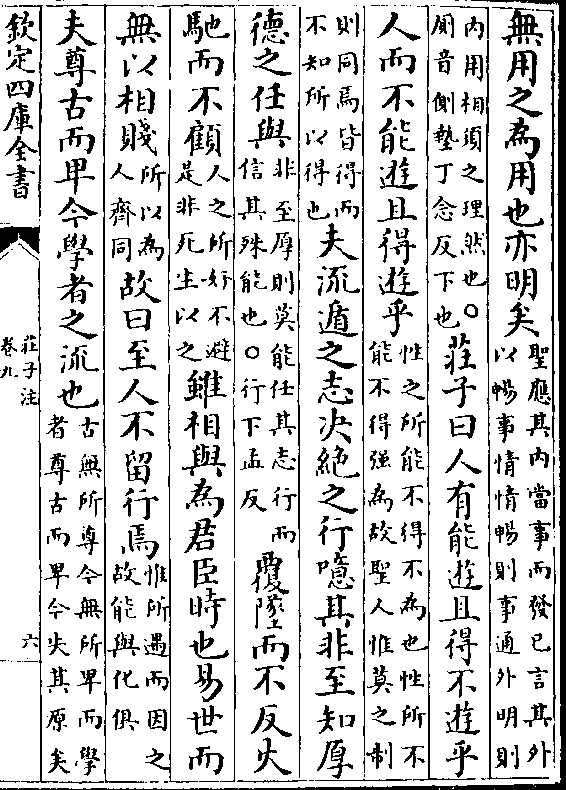 無用之為用也亦明矣聖應其内當事而發已言其外以暢事情情暢則事通外明則
内用相須之理然也○厠音側墊丁念反下也莊子曰人有能遊且得不遊乎
人而不能遊且得遊乎性之所能不得不為也性所不能不得强為故聖人惟莫之制
則同焉皆得而不知所以得也夫流遁之志決絶之行噫其非至知厚
德之任與非至厚則莫能任其志行而信其殊能也○行下孟反覆墜而不反火
馳而不顧人之所好不避是非死生以之雖相與為君臣時也易世而
無以相賤所以為人齊同故曰至人不留行焉惟所遇而因之故能與化俱
夫尊古而卑今學者之流也古無所尊今無所卑而學者尊古而卑今失其原矣
欽定四庫全書
莊子注
卷九
六